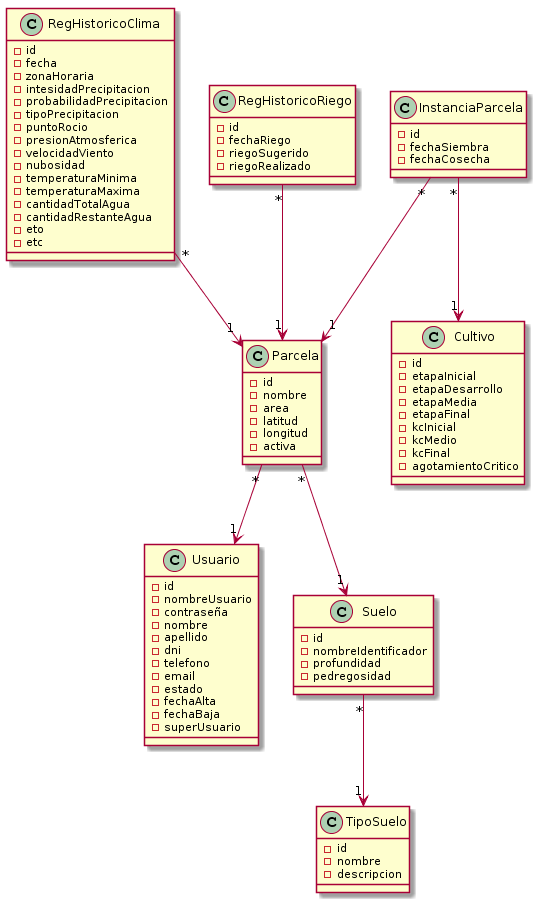 C RegHistoricoClima
id
fecha
zonaHoraria
intesidadPrecipitacion
probabilidadPrecipitacion
tipoPrecipitacion
puntoRocio
presionAtmosferica
velocidadViento
nubosidad
temperaturaMinima
temperaturaMaxima
cantidadTotalAgua
cantidadRestanteAgua
eto
etc
C RegHistoricoRiego
id
fechaRiego
riegoSugerido
riegoRealizado
C InstanciaParcela
id
fechaSiembra
fechaCosecha
*
1
*
1
*
1
*
1
C Parcela
id
nombre
area
latitud
longitud
activa
C Cultivo
id
etapaInicial
etapaDesarrollo
etapaMedia
etapaFinal
kcInicial
kcMedio
kcFinal
agotamientoCritico
*
1
*
1
C Usuario
id
nombreUsuario
contraseña
nombre
apellido
dni
telefono
email
estado
fechaAlta
fechaBaja
superUsuario
C Suelo
id
nombreIdentificador
profundidad
pedregosidad
*
1
C TipoSuelo
id
nombre
descripcion